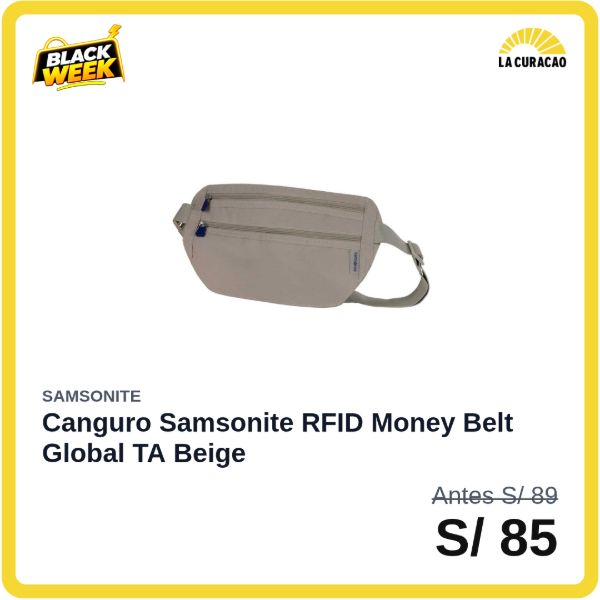 BLACK
WEEK
LA CURACAO
SAMSONITE
Canguro Samsonite RFID Money Belt
Global TA Beige
Antes S/ 89
S/ 85